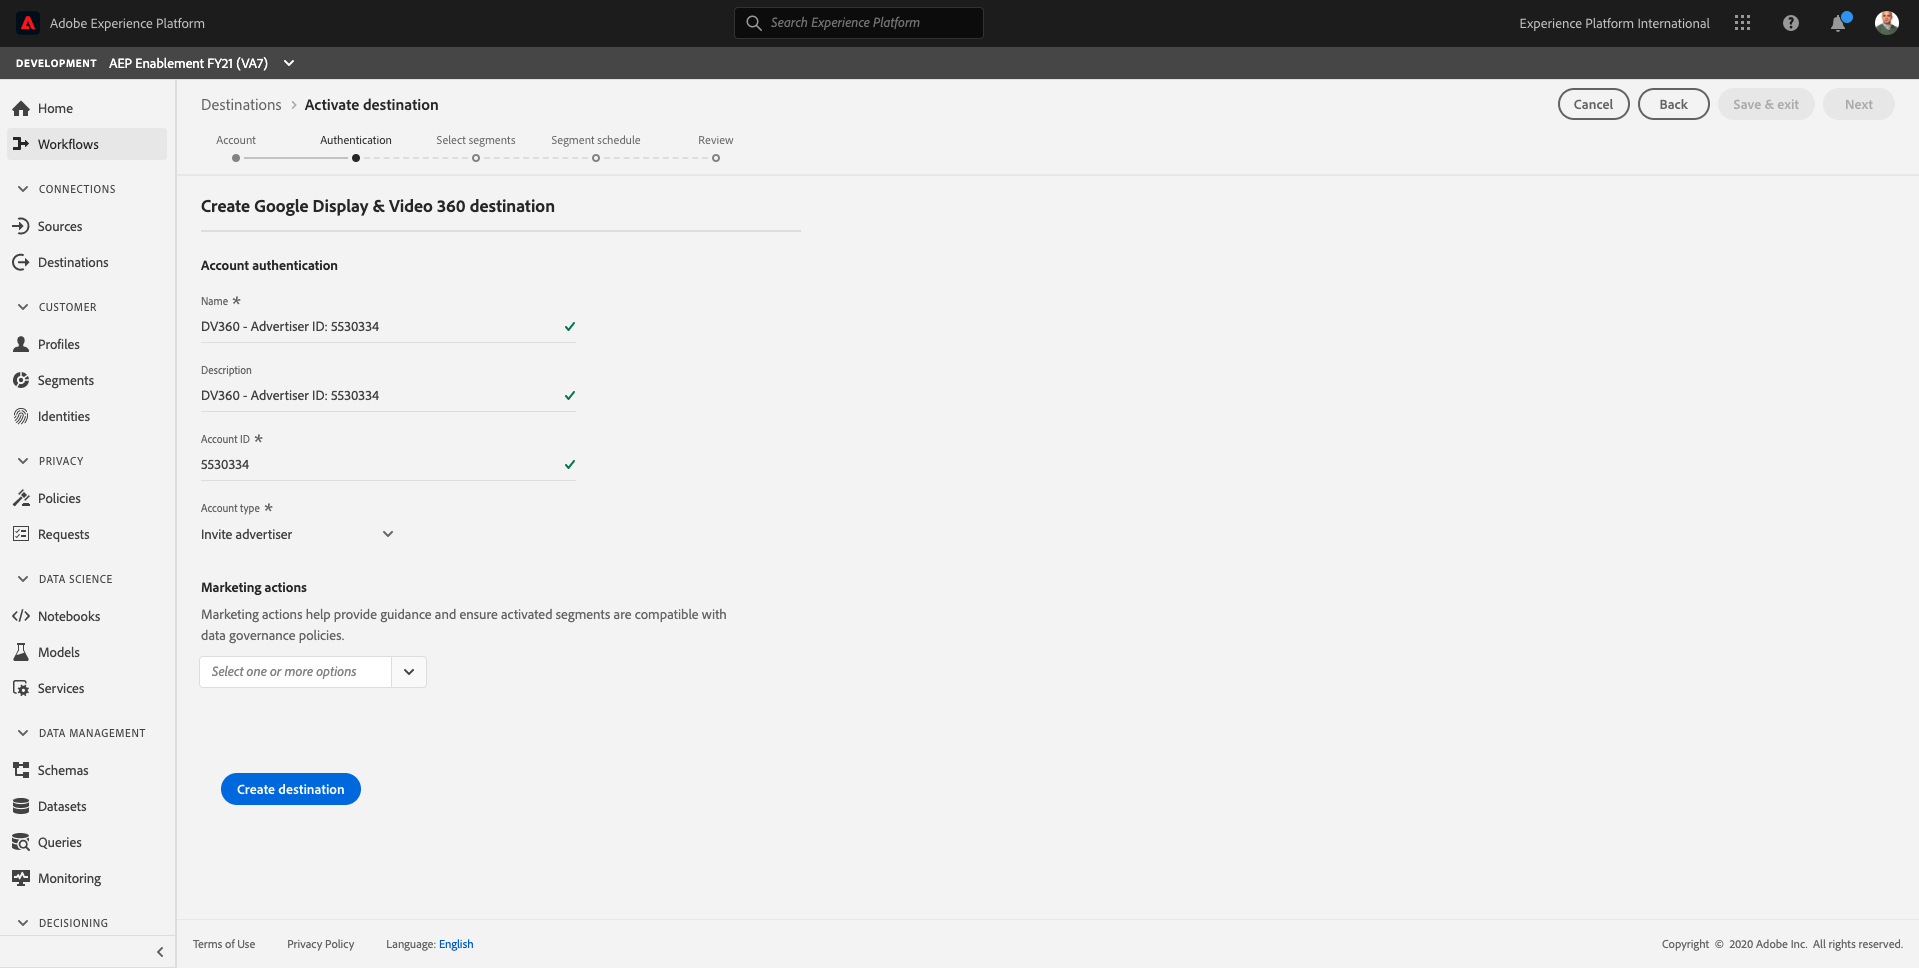 Adobe Experience Platform
Search Experience Platform
Experience Platform International
DEVELOPMENT AEP Enablement FY21 (VA7)
Home
Workflows
CONNECTIONS
Sources
Destinations
CUSTOMER
Profiles
Segments
Identities
PRIVACY
Policies
Requests
DATA SCIENCE
Notebooks
Models
Services
DATA MANAGEMENT
Schemas
Datasets
Queries
Monitoring
DECISIONING
Destinations > Activate destination
Cancel Back Save & exit Next
Account Authentication Select segments Segment schedule Review
Create Google Display & Video 360 destination
Account authentication
Name *
DV360 - Advertiser ID: 5530334
Description
DV360 - Advertiser ID: 5530334
Account ID *
5530334
Account type *
Invite advertiser
Marketing actions
Marketing actions help provide guidance and ensure activated segments are compatible with
data governance policies.
Select one or more options
Create destination
Terms of Use Privacy Policy Language: English
Copyright © 2020 Adobe Inc. All rights reserved.